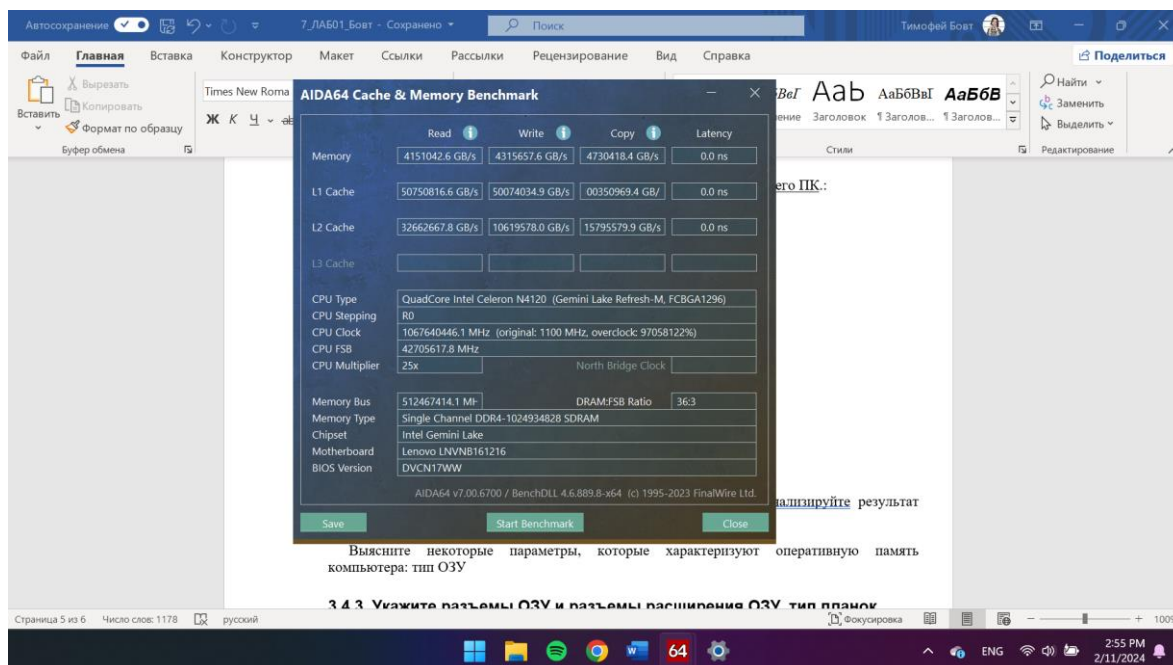 Автосохранение
7_ЛАБ01_Бовт - Сохранено
Поиск
Тимофей Бовт
Файл Главная Вставка Конструктор Макет Ссылки Рассылки Рецензирование Вид Справка
Поделиться
Вставить
Вырезать
Копировать
Формат по образцу
Буфер обмена
Times New Roma
Ж К Ч
АаЬ АаБбВвГ АаБбВ
Заголовок ¶ Заголов... ¶ Заголов...
Стили
Найти
Заменить
Выделить
Редактирование
AIDA64 Cache & Memory Benchmark
Read Write Copy Latency
Memory 4151042.6 GB/s 4315657.6 GB/s 4730418.4 GB/s 0.0 ns
L1 Cache 50750816.6 GB/s 50074034.9 GB/s 00350969.4 GB/ 0.0 ns
L2 Cache 32662667.8 GB/s 10619578.0 GB/s 15795579.9 GB/s 0.0 ns
L3 Cache
CPU Type QuadCore Intel Celeron N4120 (Gemini Lake Refresh-M, FCBGA1296)
CPU Stepping R0
CPU Clock 1067640446.1 MHz (original: 1100 MHz, overclock: 97058122%)
CPU FSB 42705617.8 MHz
CPU Multiplier 25x North Bridge Clock
Memory Bus 512467414.1 MH DRAM:FSB Ratio 36:3
Memory Type Single Channel DDR4-1024934828 SDRAM
Chipset Intel Gemini Lake
Motherboard Lenovo LNVNB161216
BIOS Version DVCN17WW
AIDA64 v7.00.6700 / BenchDLL 4.6.889.8-x64 (c) 1995-2023 FinalWire Ltd.
Save Start Benchmark Close
его ПК.:
ализируйте результат
Выясните некоторые параметры, которые характеризуют оперативную память
компьютера: тип ОЗУ
3.4.3. Укажите разъемы ОЗУ и разъемы расширения ОЗУ, тип планок
Страница 5 из 6 Число слов: 1178 русский
Фокусировка
100%
64
ENG
2:55 PM
2/11/2024